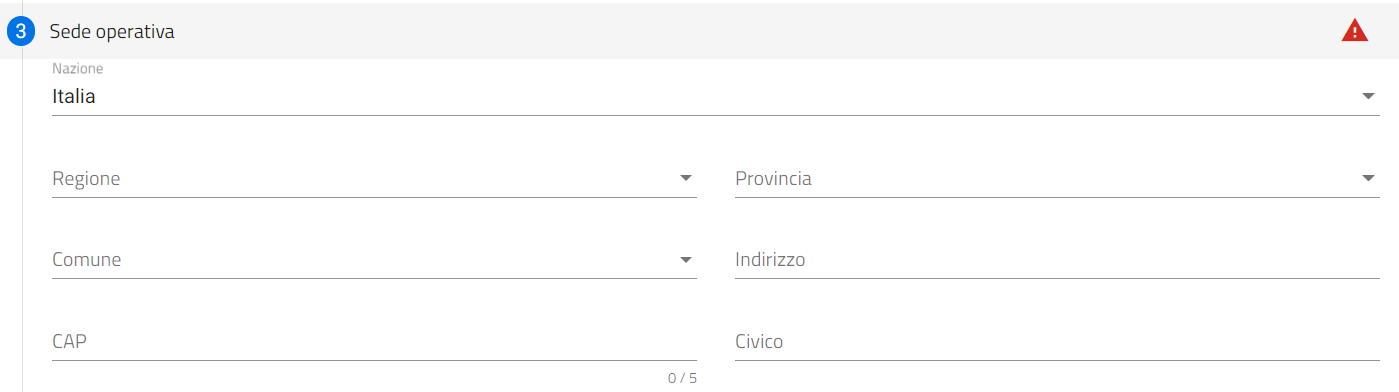 3 Sede operativa
Nazione
Italia
Regione Provincia
Comune Indirizzo
CAP Civico
0 / 5